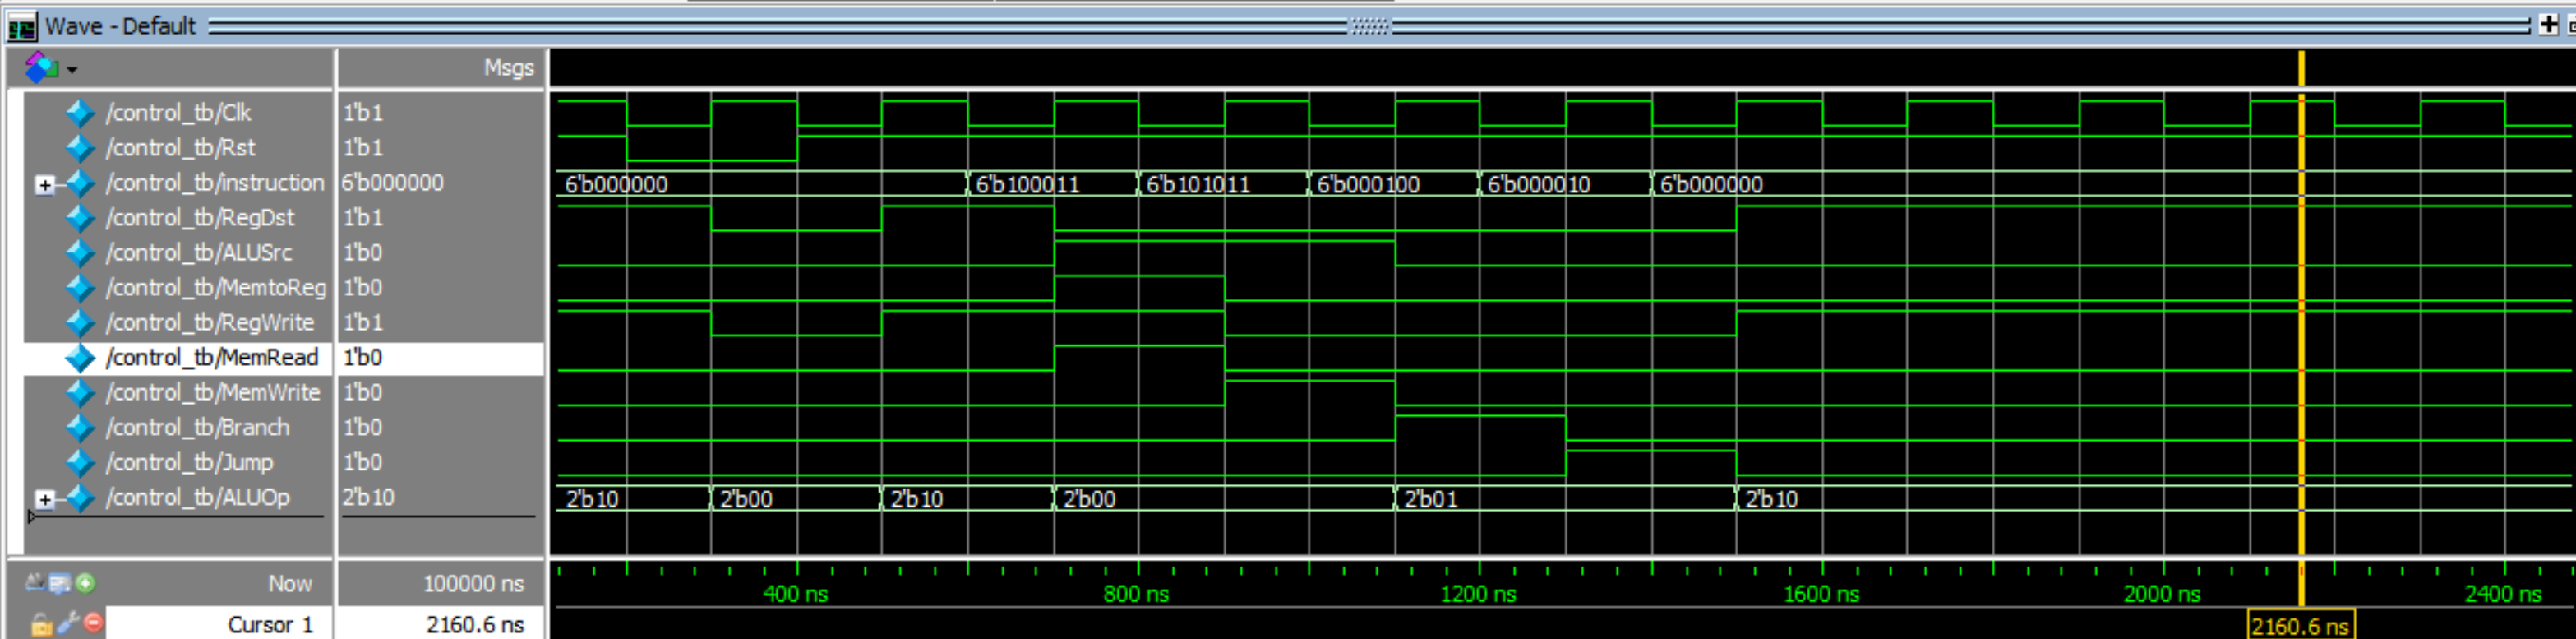 Wave - Default
Msgs
/control_tb/Clk 1'b1
/control_tb/Rst 1'b1
/control_tb/instruction 6'b000000 6'b000000 6'b100011 6'b101011 6'b000100 6'b000010 6'b000000
/control_tb/RegDst 1'b1
/control_tb/ALUSrc 1'b0
/control_tb/MemtoReg 1'b0
/control_tb/RegWrite 1'b1
/control_tb/MemRead 1'b0
/control_tb/MemWrite 1'b0
/control_tb/Branch 1'b0
/control_tb/Jump 1'b0
/control_tb/ALUOp 2'b10 2'b10 2'b00 2'b10 2'b00 2'b01 2'b10
Now 100000 ns 400 ns 800 ns 1200 ns 1600 ns 2000 ns 2400 ns
Cursor 1 2160.6 ns 2160.6 ns